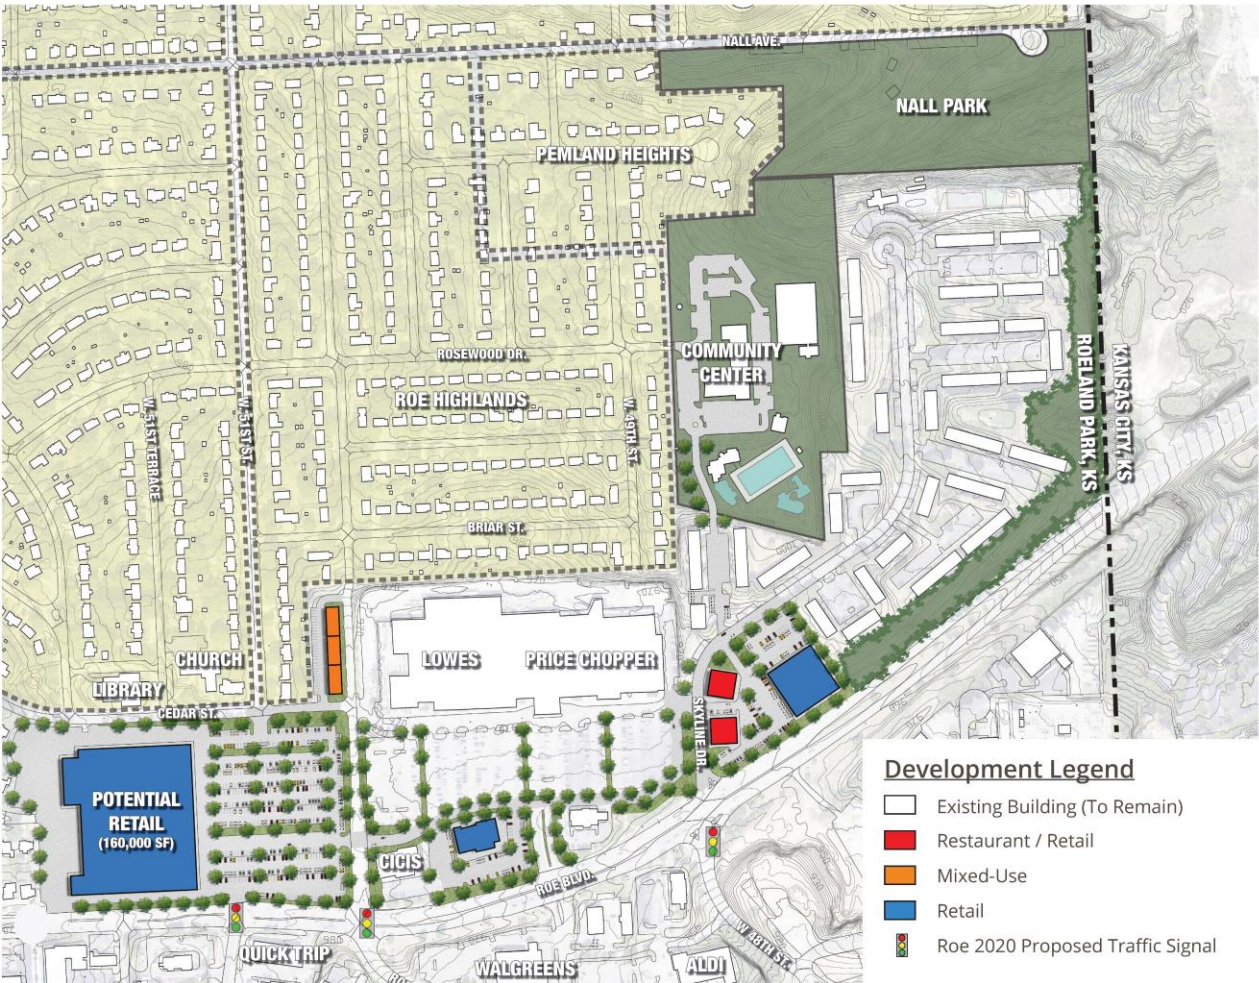 NALL AVE.
NALL PARK
PEMLAND HEIGHTS
ROSEWOOD DR.
ROE HIGHLANDS
COMMUNITY
CENTER
W. 51ST TERRACE
W. 51ST ST.
W. 49TH ST.
ROELAND PARK, KS
KANSAS CITY, KS
BRIAR ST.
CHURCH
LIBRARY
CEDAR ST.
LOWES
PRICE CHOPPER
SKYLINE DR.
POTENTIAL
RETAIL
(160,000 SF)
CICIS
ROE BLVD.
QUICK TRIP
WALGREENS
ALDI
W 48TH ST.
Development Legend
Existing Building (To Remain)
Restaurant / Retail
Mixed-Use
Retail
Roe 2020 Proposed Traffic Signal